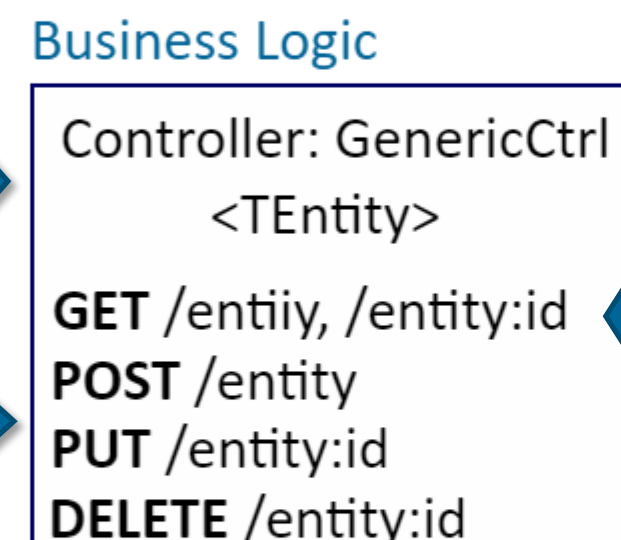 Business Logic
Controller: GenericCtrl
<TEntity>
GET /entiiy, /entity:id
POST /entity
PUT /entity:id
DELETE /entity:id